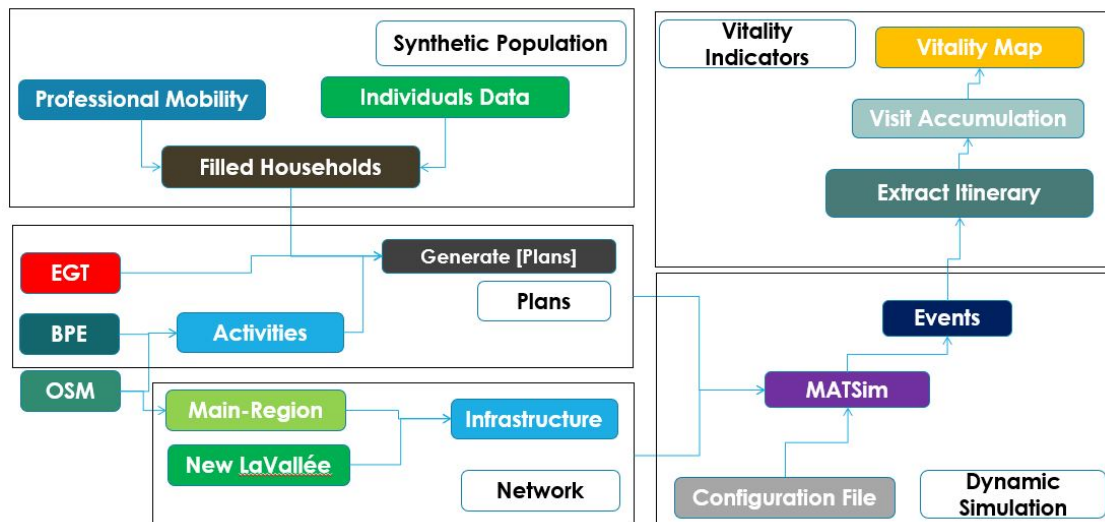 Synthetic Population
Professional Mobility
Individuals Data
Filled Households
Vitality
Indicators
Vitality Map
Visit Accumulation
Extract Itinerary
EGT
Generate [Plans]
Plans
BPE
Activities
OSM
Main-Region
Infrastructure
New LaVallée
Network
Events
MATSim
Configuration File
Dynamic
Simulation